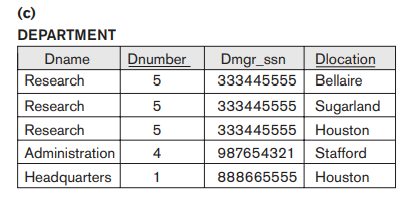 (c)
DEPARTMENT
Dname Dnumber Dmgr_ssn Dlocation
Research 5 333445555 Bellaire
Research 5 333445555 Sugarland
Research 5 333445555 Houston
Administration 4 987654321 Stafford
Headquarters 1 888665555 Houston